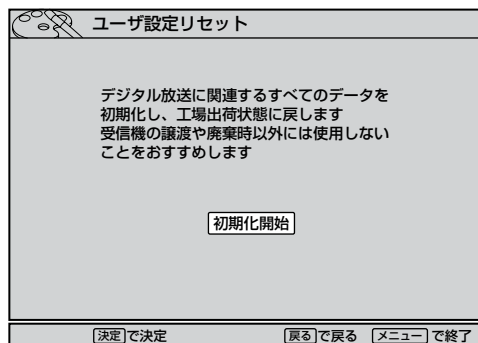 ユーザ設定リセット
デジタル放送に関連するすべてのデータを
初期化し、工場出荷状態に戻します
受信機の譲渡や廃棄時以外には使用しない
ことをおすすめします
初期化開始
決定で決定 戻るで戻る メニューで終了